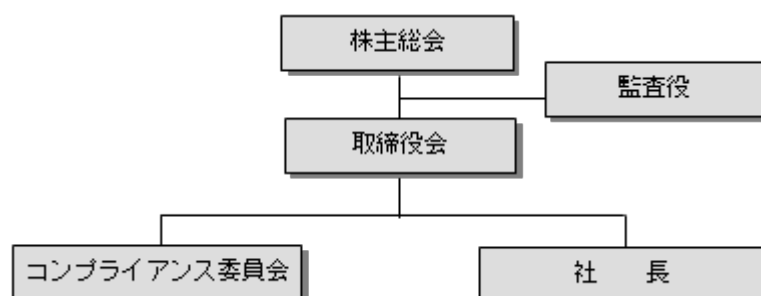 株主総会
監査役
取締役会
コンプライアンス委員会
社　長